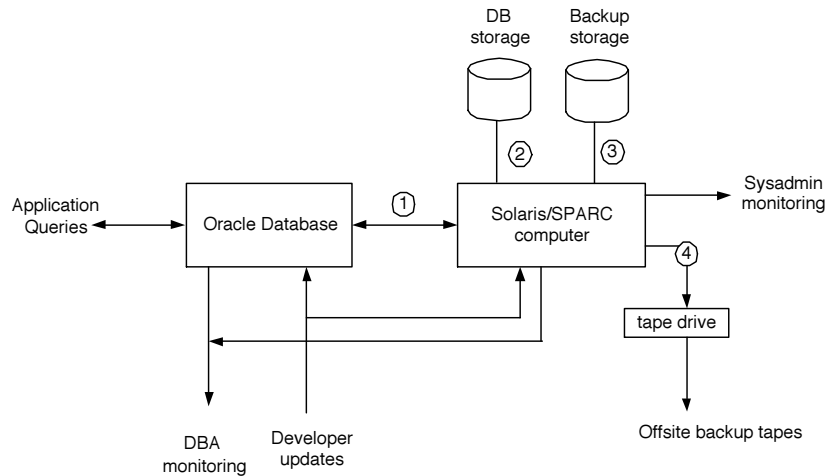 DB
storage
Backup
storage
2
3
Application
Queries
Oracle Database
1
Solaris/SPARC
computer
Sysadmin
monitoring
4
tape drive
DBA
monitoring
Developer
updates
Offsite backup tapes